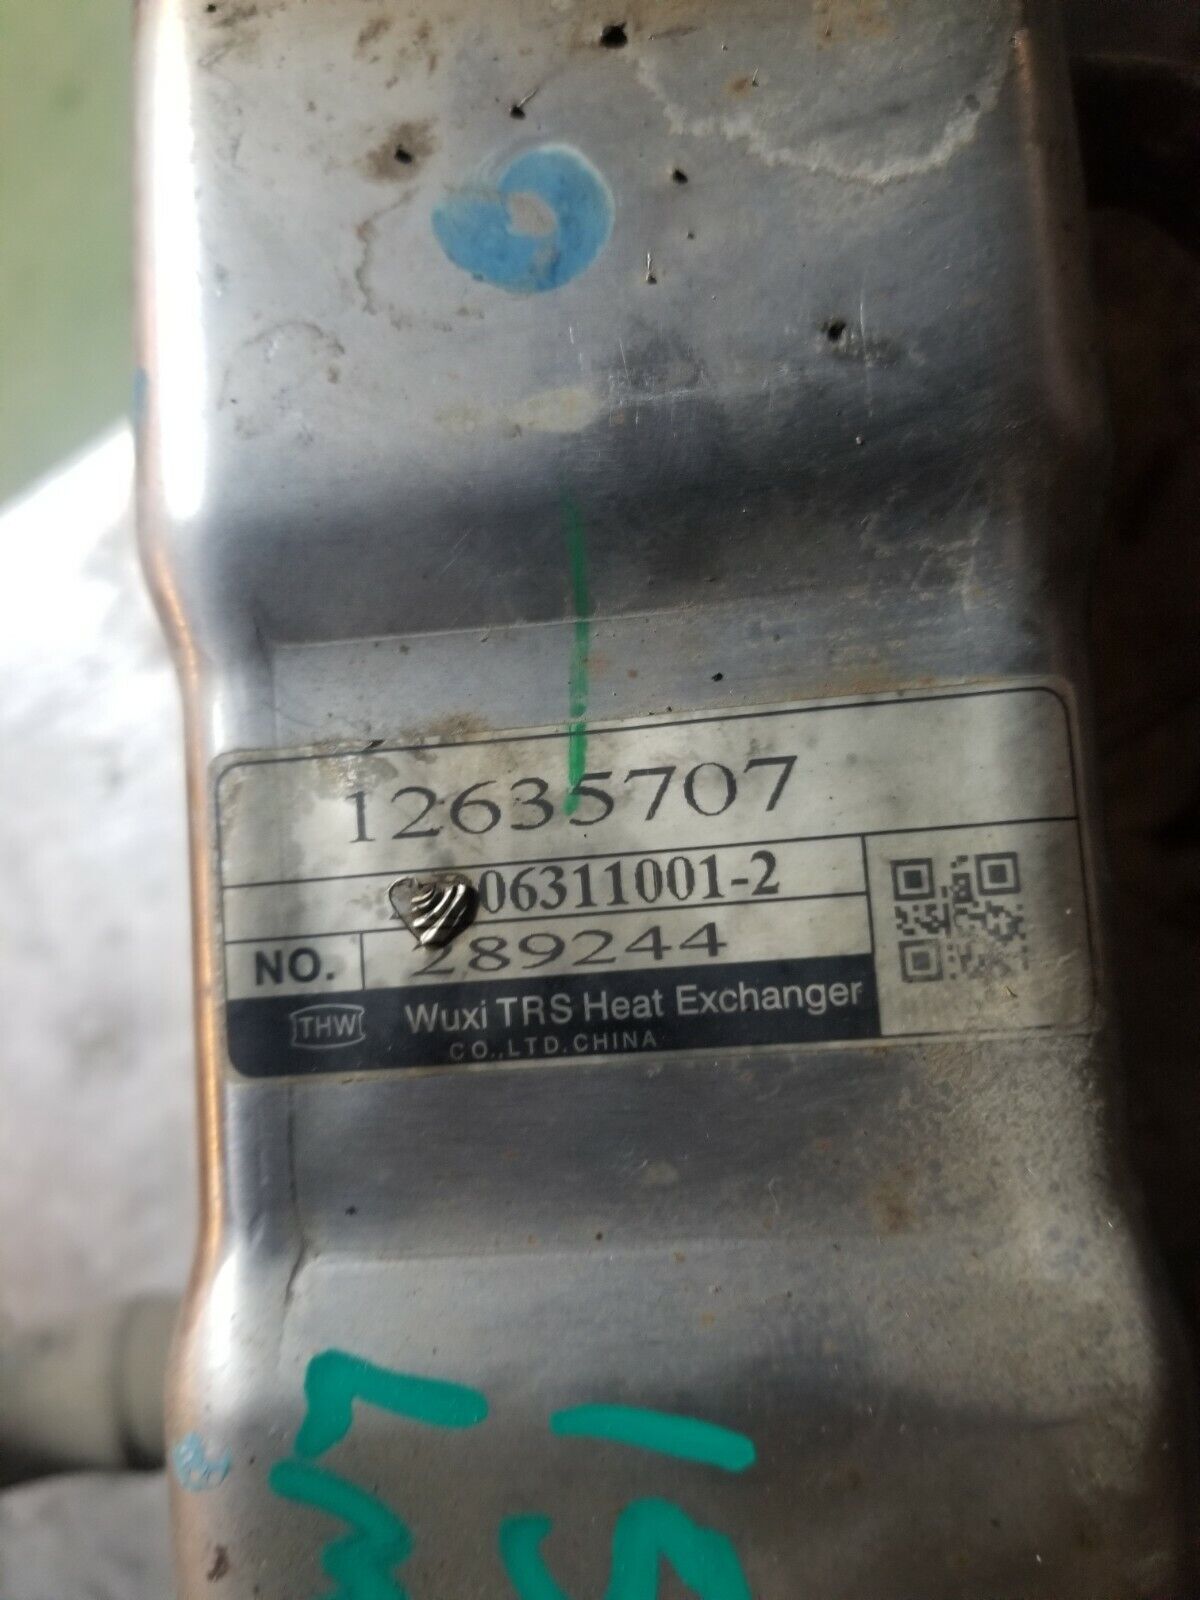 12635707
06311001-2
NO. 289244
THW Wuxi TRS Heat Exchanger
CO.,LTD.CHINA